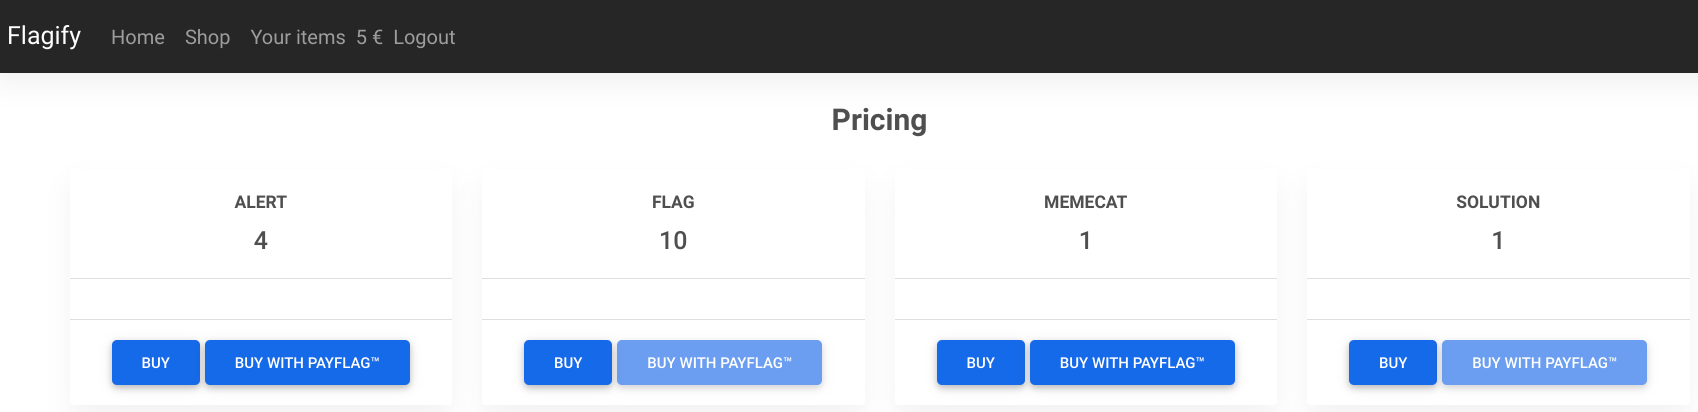 Flagify Home Shop Your items 5 € Logout
Pricing
ALERT
4
BUY BUY WITH PAYFLAG™
FLAG
10
BUY BUY WITH PAYFLAG™
MEMECAT
1
BUY BUY WITH PAYFLAG™
SOLUTION
1
BUY BUY WITH PAYFLAG™